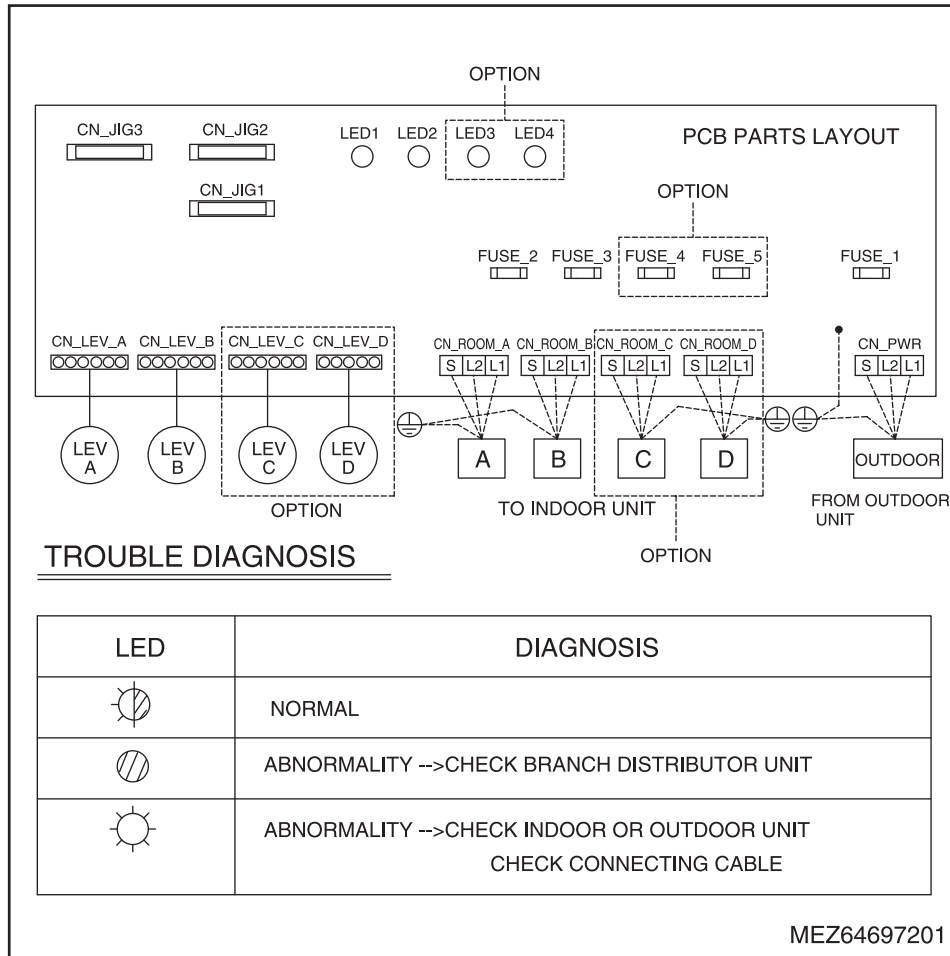 OPTION
CN_JIG3 CN_JIG2 LED1 LED2 LED3 LED4 PCB PARTS LAYOUT
CN_JIG1
OPTION
FUSE_2 FUSE_3 FUSE_4 FUSE_5 FUSE_1
CN_LEV_A CN_LEV_B CN_LEV_C CN_LEV_D CN_ROOM_A CN_ROOM_B CN_ROOM_C CN_ROOM_D CN_PWR
S L2 L1 S L2 L1 S L2 L1 S L2 L1 S L2 L1
LEV A LEV B LEV C LEV D A B C D OUTDOOR
OPTION TO INDOOR UNIT FROM OUTDOOR
UNIT
OPTION
TROUBLE DIAGNOSIS
LED DIAGNOSIS
NORMAL
ABNORMALITY -->CHECK BRANCH DISTRIBUTOR UNIT
ABNORMALITY -->CHECK INDOOR OR OUTDOOR UNIT
CHECK CONNECTING CABLE
MEZ64697201